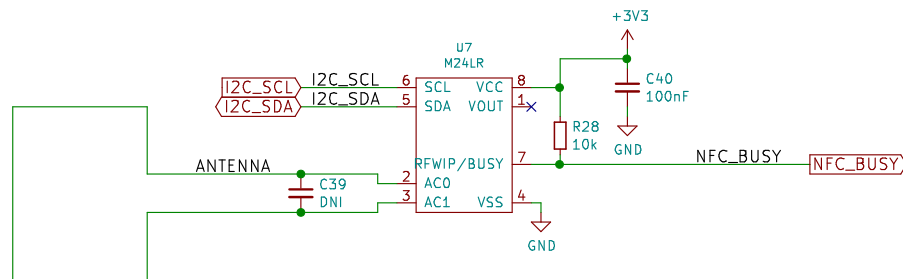 +3V3
U7
M24LR
I2C_SCL I2C_SCL 6 SCL VCC 8
C40
100nF
I2C_SDA I2C_SDA 5 SDA VOUT 1
R28
10k
GND
RFWIP/BUSY 7 NFC_BUSY NFC_BUSY
ANTENNA
C39
DNI
2 AC0
3 AC1 VSS 4
GND